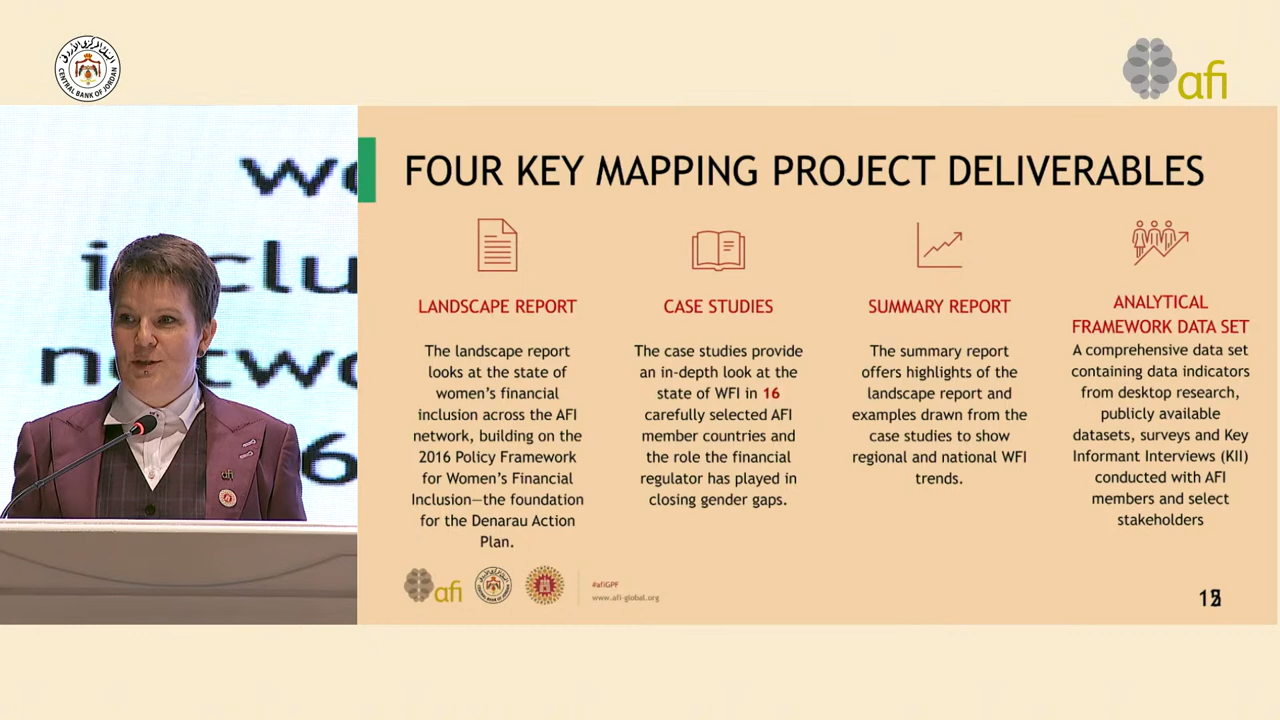 البنك المركزي الأردني
CENTRAL BANK OF JORDAN
afi
FOUR KEY MAPPING PROJECT DELIVERABLES
LANDSCAPE REPORT
The landscape report
looks at the state of
women's financial
inclusion across the AFI
network, building on the
2016 Policy Framework
for Women's Financial
Inclusion—the foundation
for the Denarau Action
Plan.
CASE STUDIES
The case studies provide
an in-depth look at the
state of WFI in 16
carefully selected AFI
member countries and
the role the financial
regulator has played in
closing gender gaps.
SUMMARY REPORT
The summary report
offers highlights of the
landscape report and
examples drawn from the
case studies to show
regional and national WFI
trends.
ANALYTICAL
FRAMEWORK DATA SET
A comprehensive data set
containing data indicators
from desktop research,
publicly available
datasets, surveys and Key
Informant Interviews (KII)
conducted with AFI
members and select
stakeholders
afi
#afiGPF
www.afi-global.org
afi